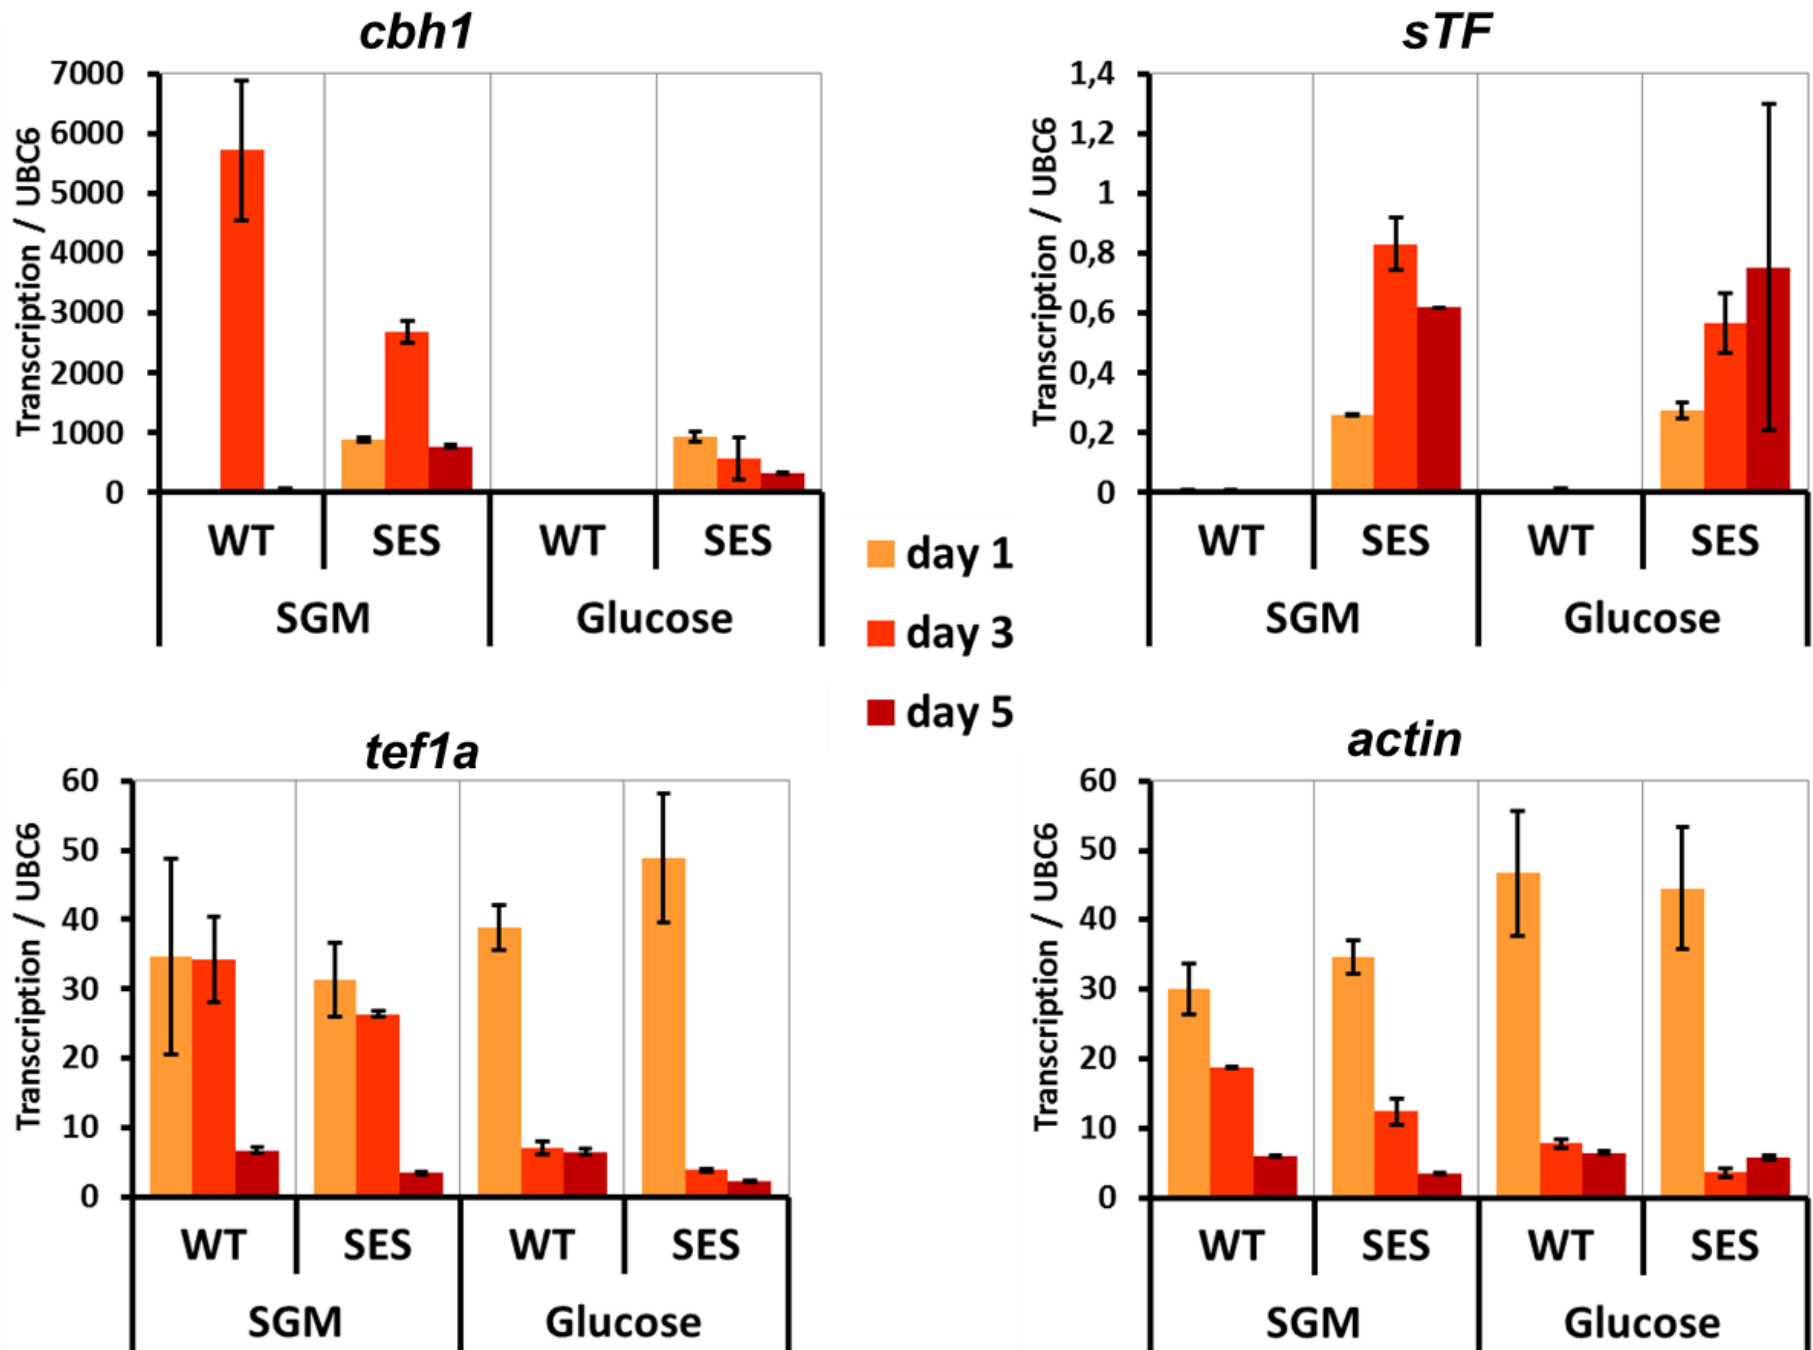 cbh1
Transcription / UBC6
7000
6000
5000
4000
3000
2000
1000
0
WT
SES
WT
SES
SGM
Glucose
sTF
Transcription / UBC6
1,4
1,2
1
0,8
0,6
0,4
0,2
0
WT
SES
WT
SES
SGM
Glucose
day 1
day 3
day 5
tef1a
Transcription / UBC6
60
50
40
30
20
10
0
WT
SES
WT
SES
SGM
Glucose
actin
Transcription / UBC6
60
50
40
30
20
10
0
WT
SES
WT
SES
SGM
Glucose